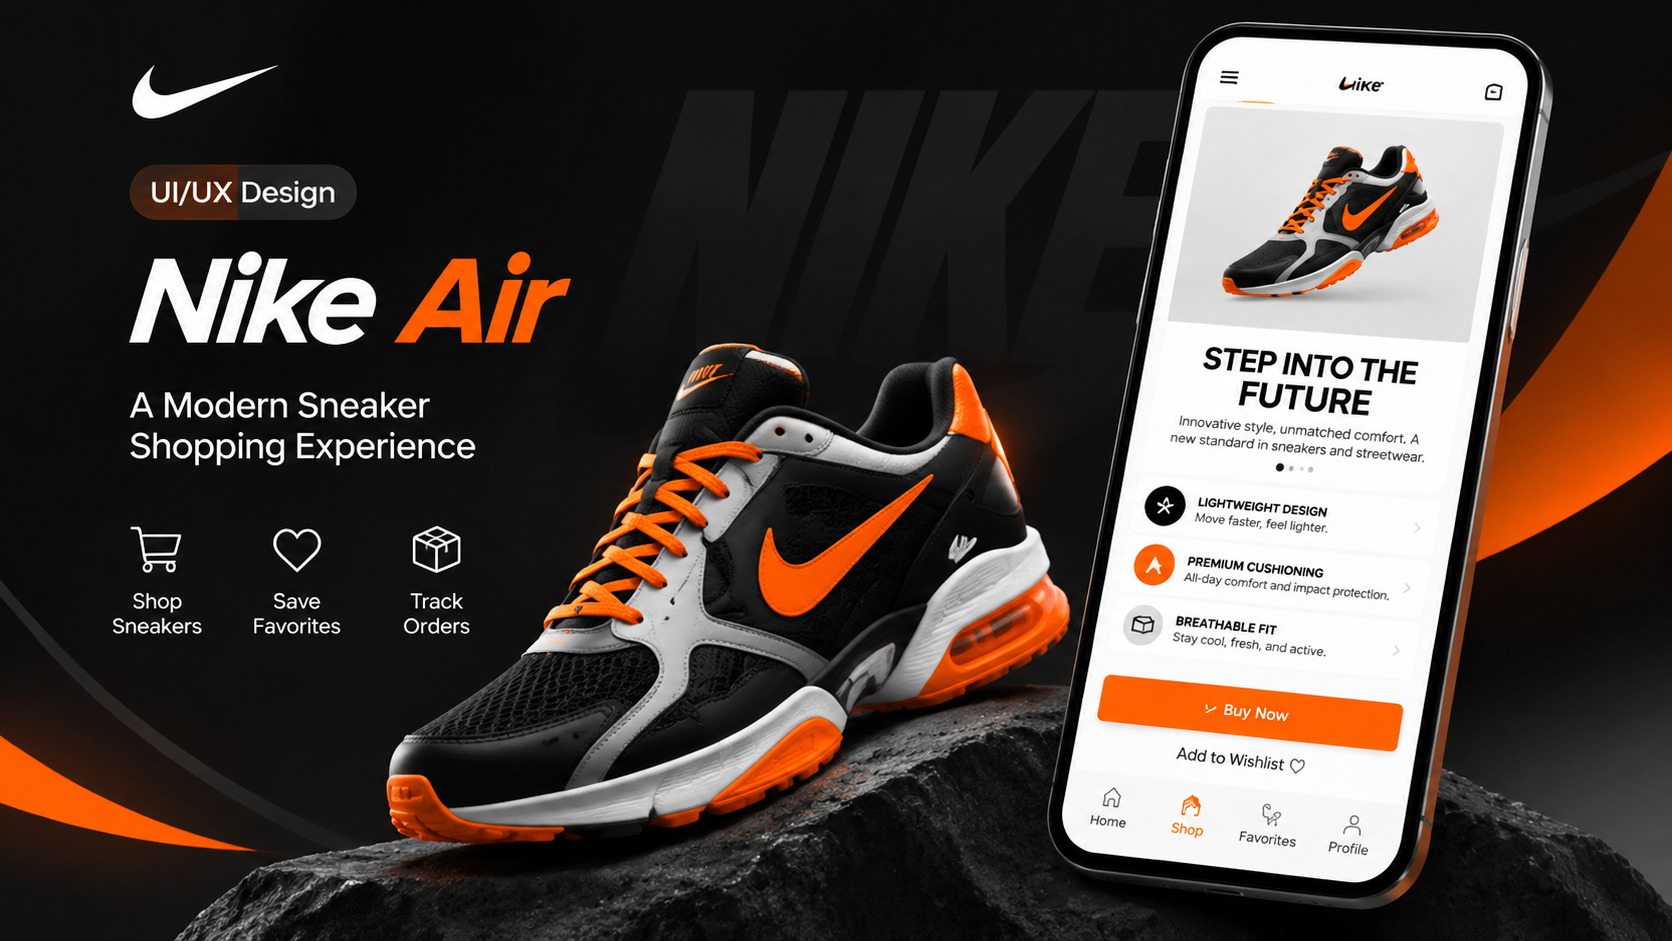 UI/UX Design
Nike Air
A Modern Sneaker
Shopping Experience
Shop
Sneakers
Save
Favorites
Track
Orders
NIKE
STEP INTO THE
FUTURE
Innovative style, unmatched comfort. A
new standard in sneakers and streetwear.
LIGHTWEIGHT DESIGN
Move faster, feel lighter.
PREMIUM CUSHIONING
All-day comfort and impact protection.
BREATHABLE FIT
Stay cool, fresh, and active.
Buy Now
Add to Wishlist
Home
Shop
Favorites
Profile